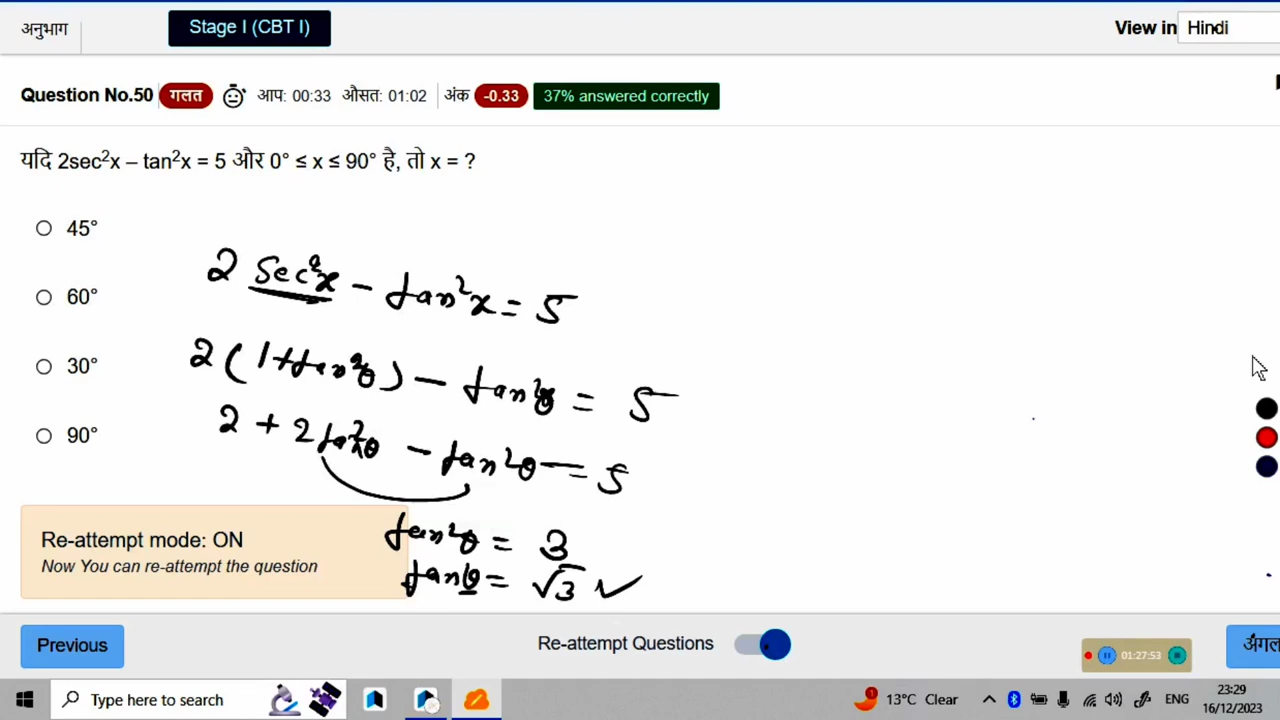 अनुभाग Stage I (CBT I) View in Hindi
Question No.50 गलत आप: 00:33 औसत: 01:02 अंक -0.33 37% answered correctly
यदि 2sec²x – tan²x = 5 और 0° ≤ x ≤ 90° है, तो x = ?
45°
60°
30°
90°
2 sec²x - tan²x = 5
2 (1+tan²θ) - tan²θ = 5
2 + 2tan²θ - tan²θ = 5
tan²θ = 3
tanθ = √3 ✓
Re-attempt mode: ON
Now You can re-attempt the question
Previous Re-attempt Questions 01:27:53
Type here to search 1 13°C Clear ENG 23:29
16/12/2023